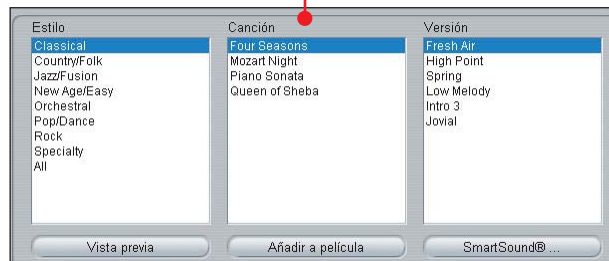 Estilo
Classical
Country/Folk
Jazz/Fusion
New Age/Easy
Orchestral
Pop/Dance
Rock
Specialty
All
Vista previa
Canción
Four Seasons
Mozart Night
Piano Sonata
Queen of Sheba
Añadir a película
Versión
Fresh Air
High Point
Spring
Low Melody
Intro 3
Jovial
SmartSound® ...